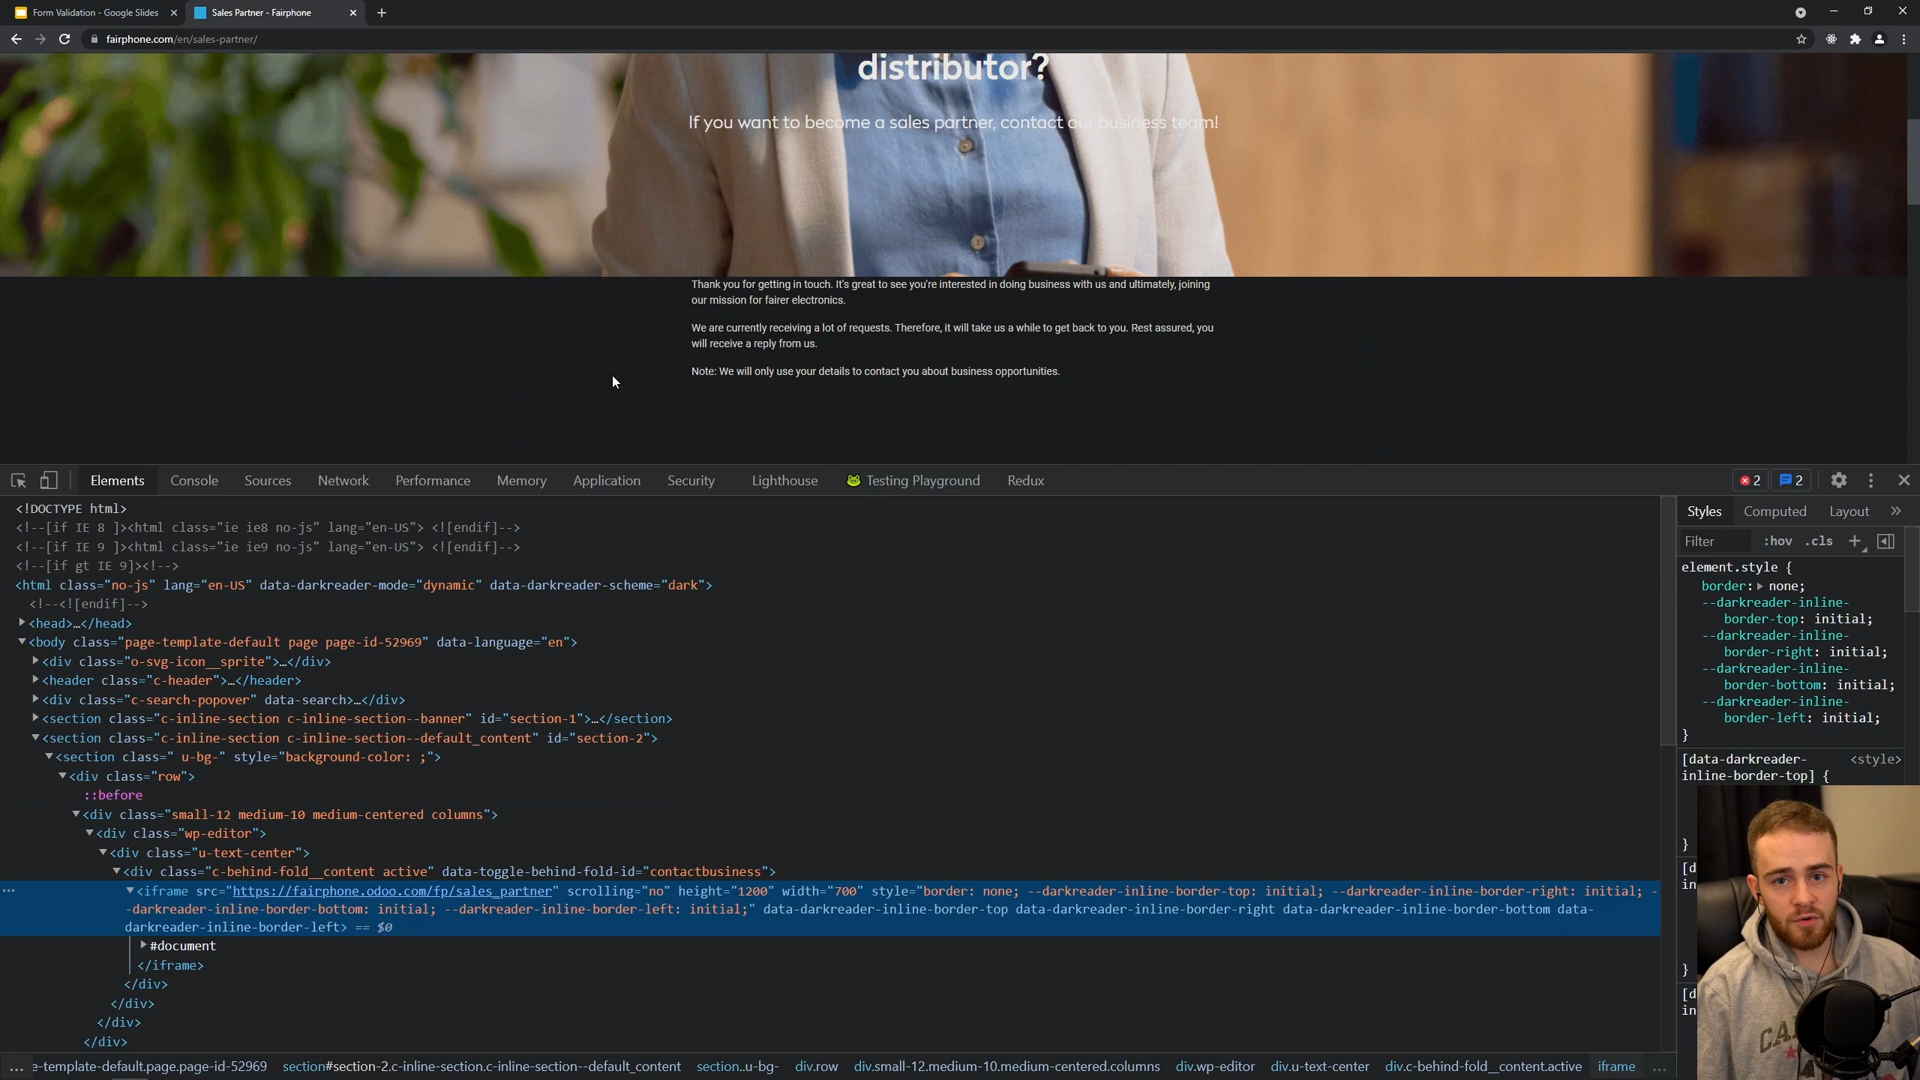 Form Validation - Google Slides
Sales Partner - Fairphone
fairphone.com/en/sales-partner/
distributor?
If you want to become a sales partner, contact our business team!
Thank you for getting in touch. It's great to see you're interested in doing business with us and ultimately, joining
our mission for fairer electronics.
We are currently receiving a lot of requests. Therefore, it will take us a while to get back to you. Rest assured, you
will receive a reply from us.
Note: We will only use your details to contact you about business opportunities.
Elements Console Sources Network Performance Memory Application Security Lighthouse Testing Playground Redux 2 2
<!DOCTYPE html>
<!--[if IE 8 ]><html class="ie ie8 no-js" lang="en-US"> <![endif]-->
<!--[if IE 9 ]><html class="ie ie9 no-js" lang="en-US"> <![endif]-->
<!--[if gt IE 9]><!-->
<html class="no-js" lang="en-US" data-darkreader-mode="dynamic" data-darkreader-scheme="dark">
<!--<![endif]-->
<head>…</head>
<body class="page-template-default page page-id-52969" data-language="en">
<div class="o-svg-icon__sprite">…</div>
<header class="c-header">…</header>
<div class="c-search-popover" data-search>…</div>
<section class="c-inline-section c-inline-section--banner" id="section-1">…</section>
<section class="c-inline-section c-inline-section--default_content" id="section-2">
<section class=" u-bg-" style="background-color: ;">
<div class="row">
::before
<div class="small-12 medium-10 medium-centered columns">
<div class="wp-editor">
<div class="u-text-center">
<div class="c-behind-fold__content active" data-toggle-behind-fold-id="contactbusiness">
… <iframe src="https://fairphone.odoo.com/fp/sales_partner" scrolling="no" height="1200" width="700" style="border: none; --darkreader-inline-border-top: initial; --darkreader-inline-border-right: initial; -
-darkreader-inline-border-bottom: initial; --darkreader-inline-border-left: initial;" data-darkreader-inline-border-top data-darkreader-inline-border-right data-darkreader-inline-border-bottom data-
darkreader-inline-border-left> == $0
#document
</iframe>
</div>
</div>
</div>
</div>
… e-template-default.page.page-id-52969 section#section-2.c-inline-section.c-inline-section--default_content section..u-bg- div.row div.small-12.medium-10.medium-centered.columns div.wp-editor div.u-text-center div.c-behind-fold__content.active iframe …
Styles Computed Layout »
Filter :hov .cls +
element.style {
border: none;
--darkreader-inline-
border-top: initial;
--darkreader-inline-
border-right: initial;
--darkreader-inline-
border-bottom: initial;
--darkreader-inline-
border-left: initial;
}
[data-darkreader- <style>
inline-border-top] {
}
[d
in
}
[d
in